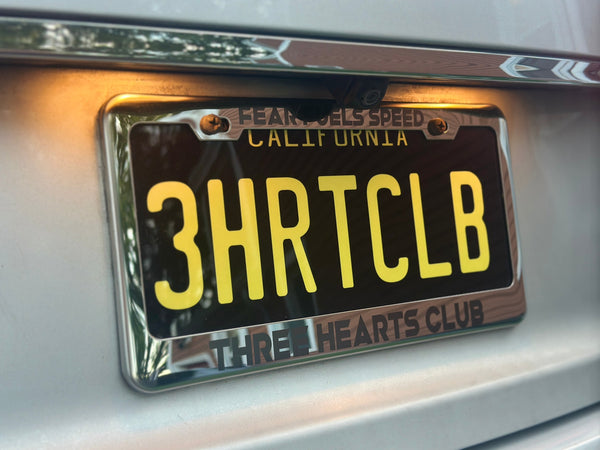 FEAR FUELS SPEED
CALIFORNIA
3HRTCLB
THREE HEARTS CLUB